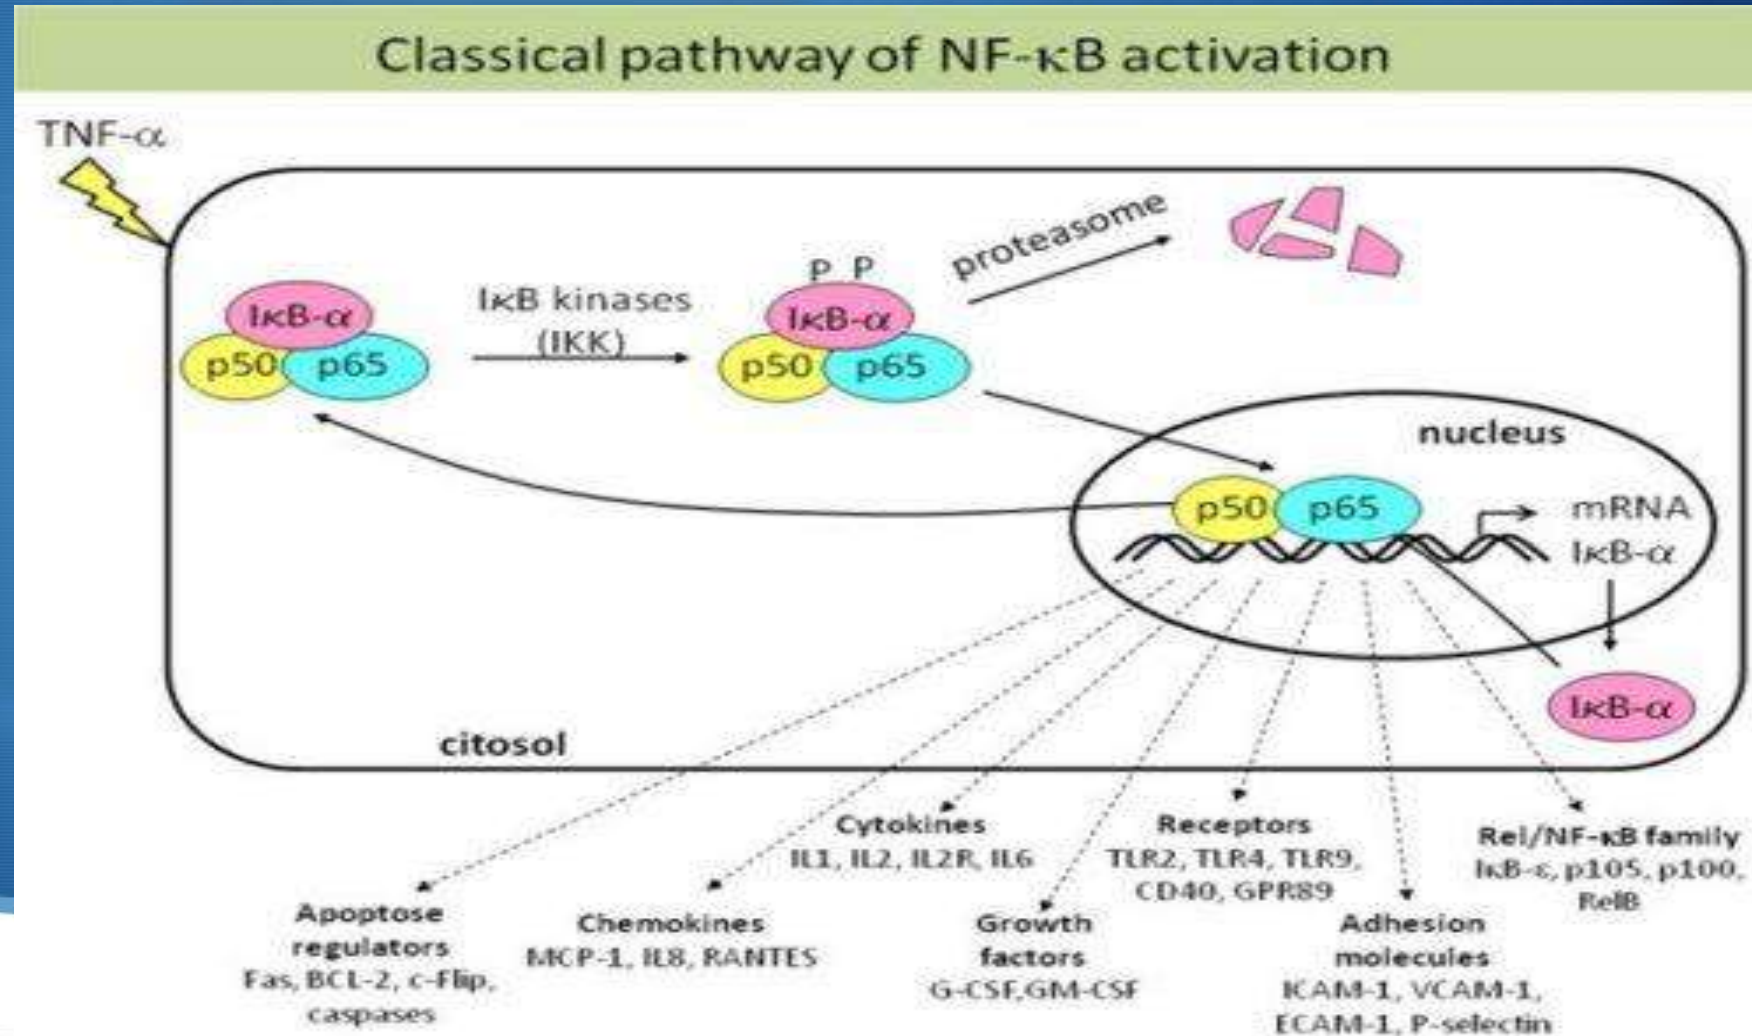 Classical pathway of NF-κB activation
TNF-α
proteasome
P P
IκB-α
p50 p65
IκB kinases
(IKK)
IκB-α
p50 p65
nucleus
p50 p65
mRNA
IκB-α
IκB-α
citosol
Apoptose
regulators
Fas, BCL-2, c-Flip,
caspases
Chemokines
MCP-1, IL8, RANTES
Cytokines
IL1, IL2, IL2R, IL6
Growth
factors
G-CSF,GM-CSF
Receptors
TLR2, TLR4, TLR9,
CD40, GPR89
Adhesion
molecules
ICAM-1, VCAM-1,
ECAM-1, P-selectin
Rel/NF-κB family
IκB-ε, p105, p100,
RelB